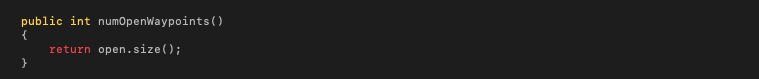 public int numOpenWaypoints()
{
    return open.size();
}